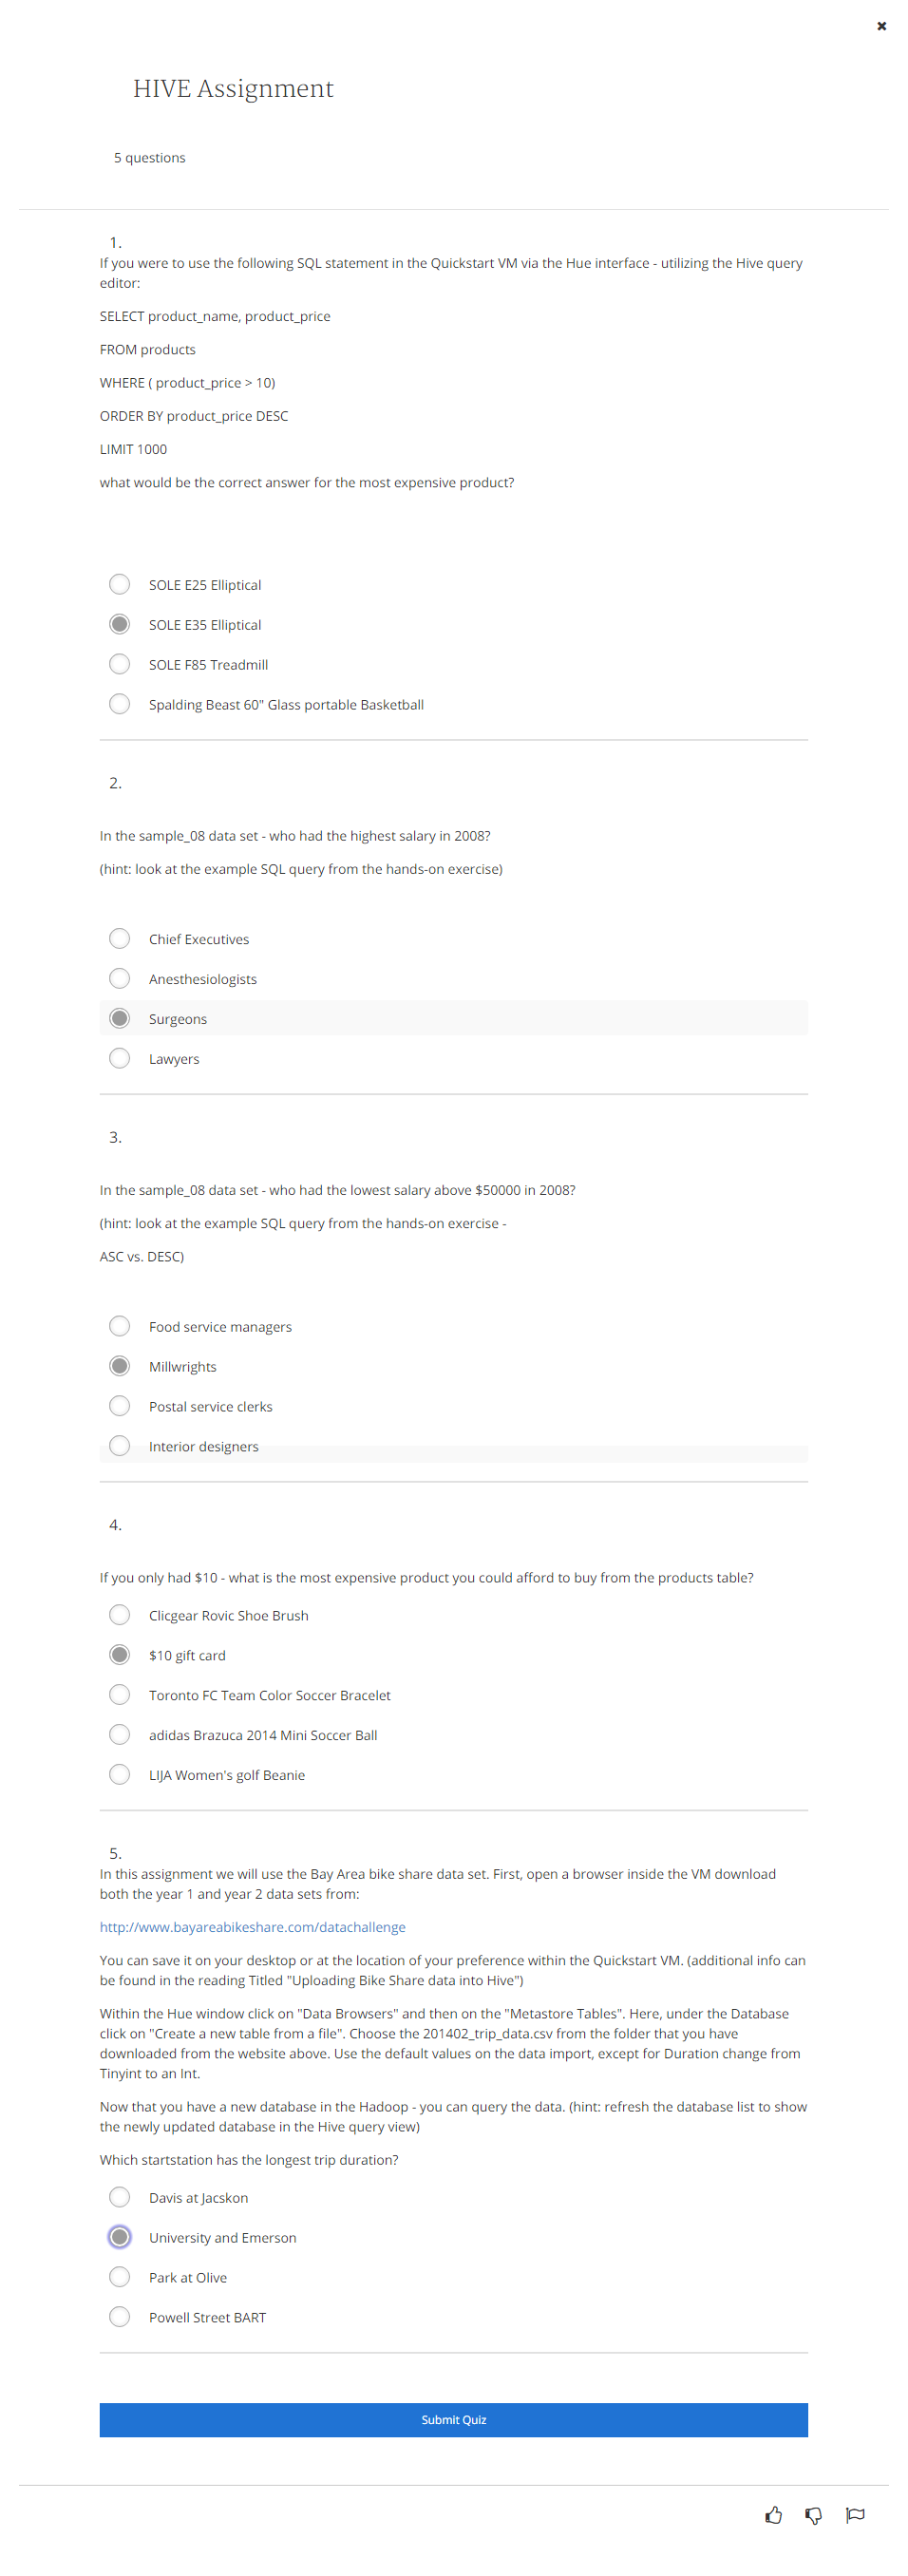 HIVE Assignment
5 questions
1.
If you were to use the following SQL statement in the Quickstart VM via the Hue interface - utilizing the Hive query
editor:
SELECT product_name, product_price
FROM products
WHERE ( product_price > 10)
ORDER BY product_price DESC
LIMIT 1000
what would be the correct answer for the most expensive product?
SOLE E25 Elliptical
SOLE E35 Elliptical
SOLE F85 Treadmill
Spalding Beast 60" Glass portable Basketball
2.
In the sample_08 data set - who had the highest salary in 2008?
(hint: look at the example SQL query from the hands-on exercise)
Chief Executives
Anesthesiologists
Surgeons
Lawyers
3.
In the sample_08 data set - who had the lowest salary above $50000 in 2008?
(hint: look at the example SQL query from the hands-on exercise -
ASC vs. DESC)
Food service managers
Millwrights
Postal service clerks
Interior designers
4.
If you only had $10 - what is the most expensive product you could afford to buy from the products table?
Clicgear Rovic Shoe Brush
$10 gift card
Toronto FC Team Color Soccer Bracelet
adidas Brazuca 2014 Mini Soccer Ball
LIJA Women's golf Beanie
5.
In this assignment we will use the Bay Area bike share data set. First, open a browser inside the VM download
both the year 1 and year 2 data sets from:
http://www.bayareabikeshare.com/datachallenge
You can save it on your desktop or at the location of your preference within the Quickstart VM. (additional info can
be found in the reading Titled "Uploading Bike Share data into Hive")
Within the Hue window click on "Data Browsers" and then on the "Metastore Tables". Here, under the Database
click on "Create a new table from a file". Choose the 201402_trip_data.csv from the folder that you have
downloaded from the website above. Use the default values on the data import, except for Duration change from
Tinyint to an Int.
Now that you have a new database in the Hadoop - you can query the data. (hint: refresh the database list to show
the newly updated database in the Hive query view)
Which startstation has the longest trip duration?
Davis at Jacskon
University and Emerson
Park at Olive
Powell Street BART
Submit Quiz